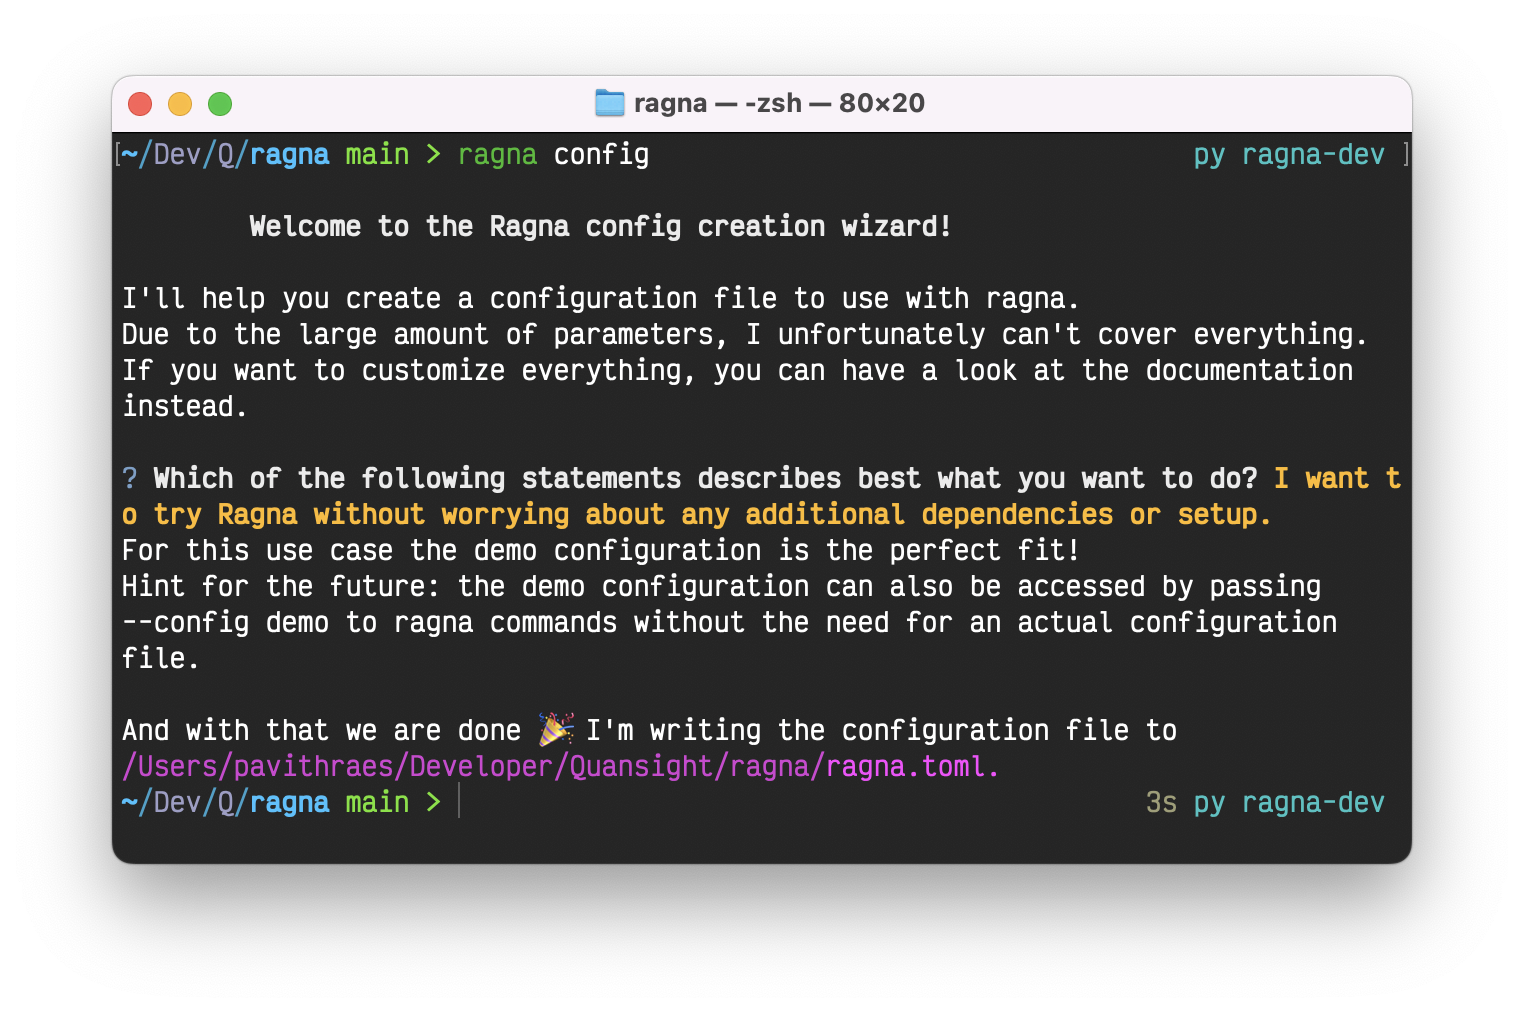 ragna — -zsh — 80×20
[~/Dev/Q/ragna main > ragna config py ragna-dev ]
Welcome to the Ragna config creation wizard!
I'll help you create a configuration file to use with ragna.
Due to the large amount of parameters, I unfortunately can't cover everything.
If you want to customize everything, you can have a look at the documentation
instead.
? Which of the following statements describes best what you want to do? I want t
o try Ragna without worrying about any additional dependencies or setup.
For this use case the demo configuration is the perfect fit!
Hint for the future: the demo configuration can also be accessed by passing
--config demo to ragna commands without the need for an actual configuration
file.
And with that we are done 🎉 I'm writing the configuration file to
/Users/pavithraes/Developer/Quansight/ragna/ragna.toml.
~/Dev/Q/ragna main > 3s py ragna-dev